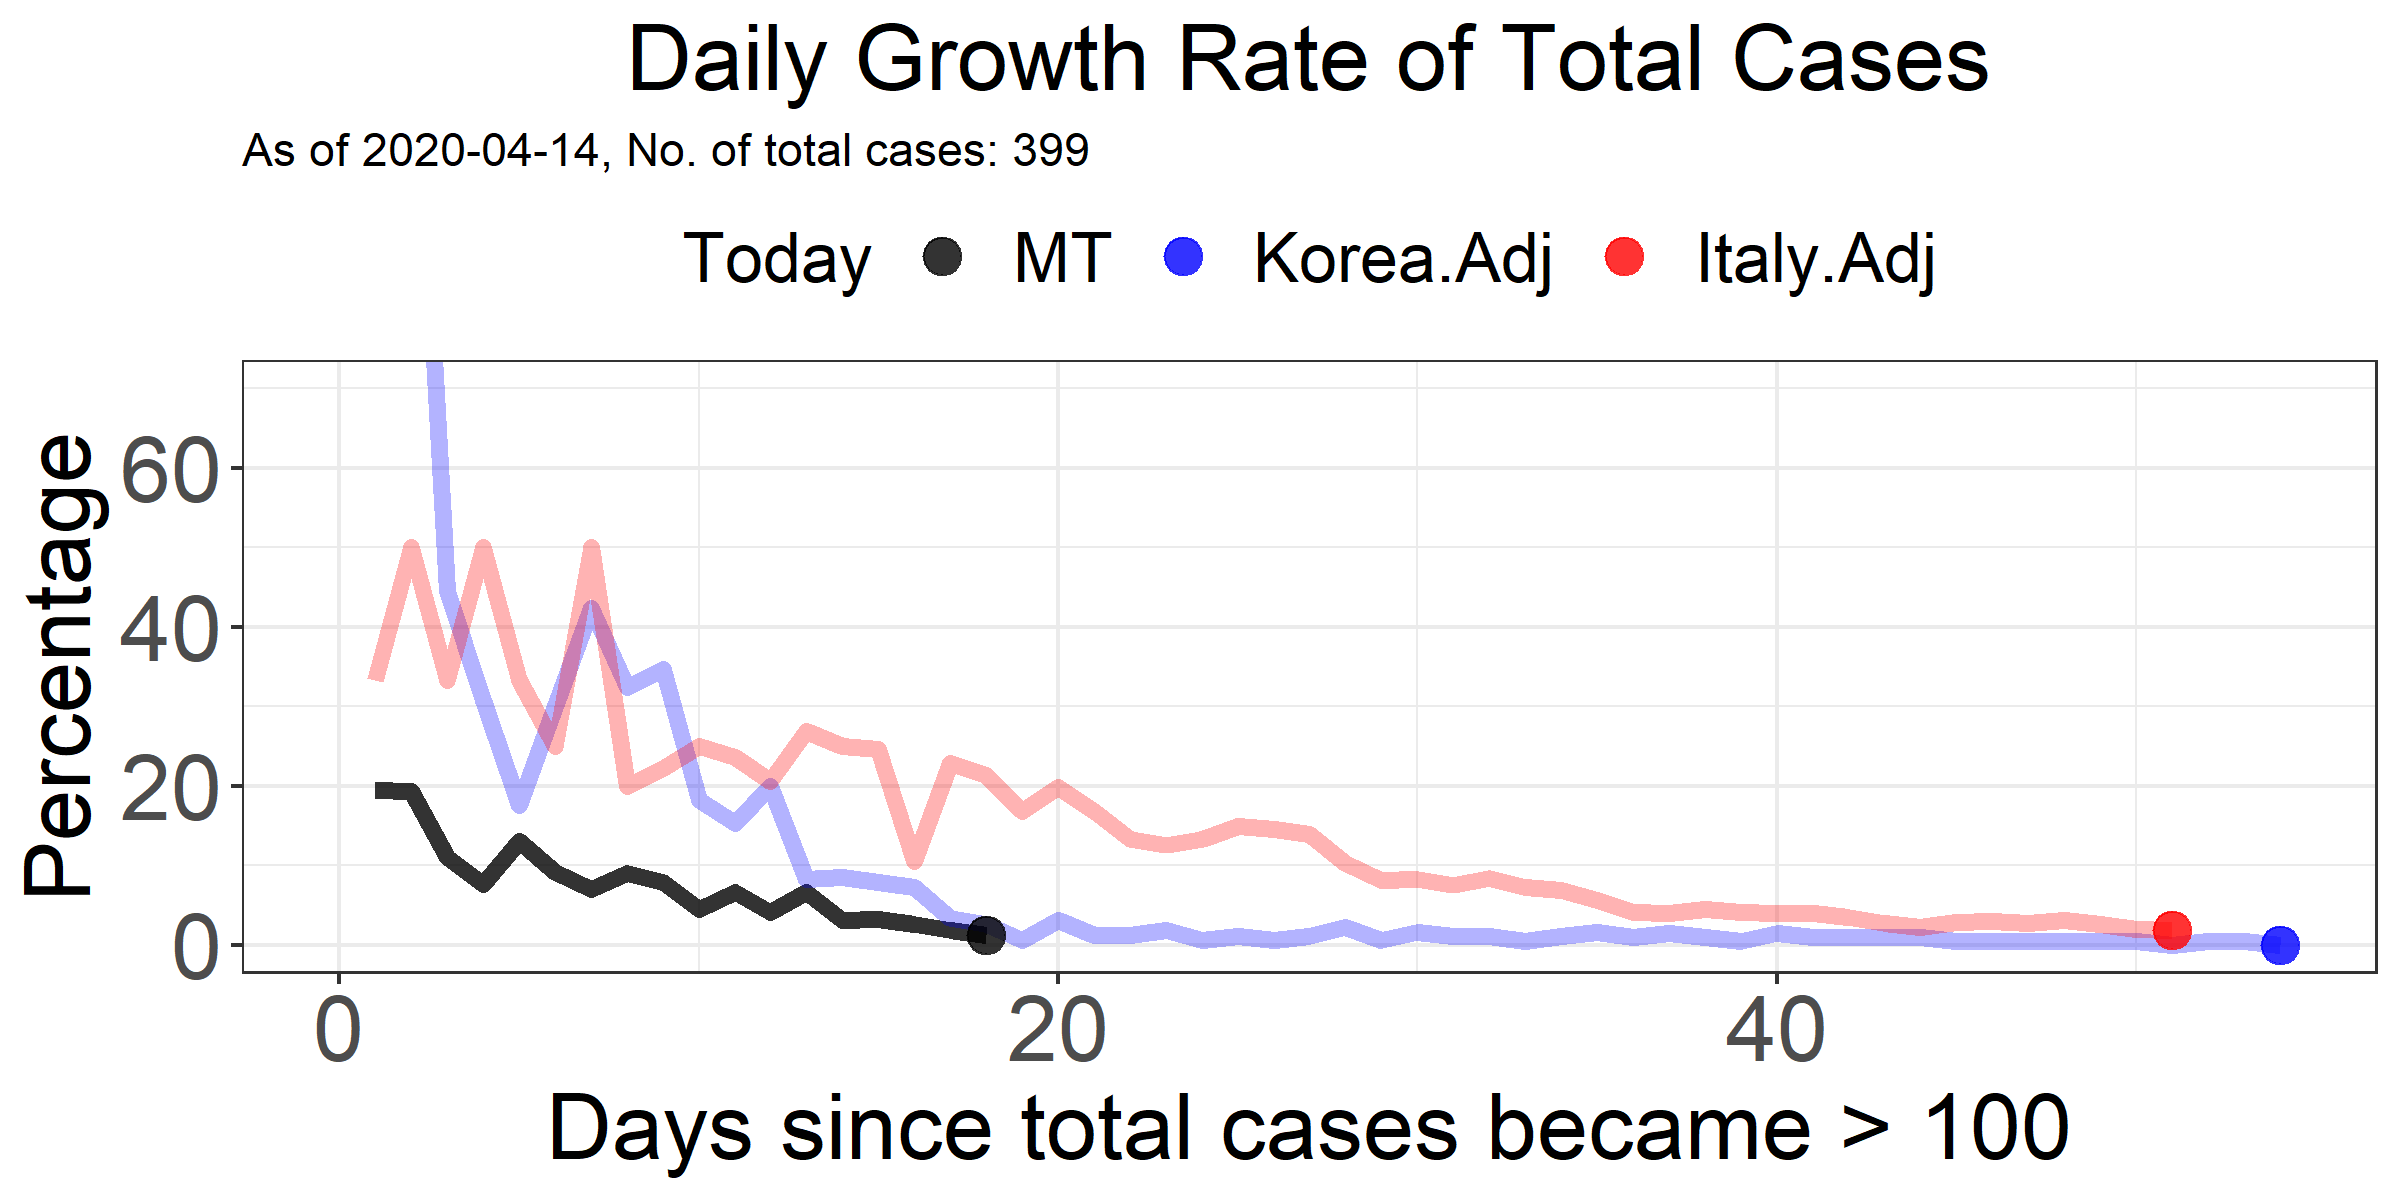 Daily Growth Rate of Total Cases
As of 2020-04-14, No. of total cases: 399
Today MT Korea.Adj Italy.Adj
Percentage
60
40
20
0
0 20 40
Days since total cases became > 100